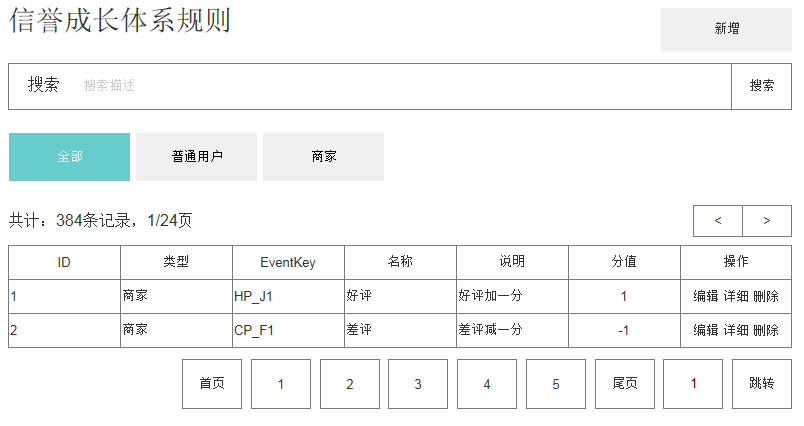 信誉成长体系规则
新增
搜索 搜索描述 搜索
全部 普通用户 商家
共计：384条记录，1/24页 < >
ID 类型 EventKey 名称 说明 分值 操作
1 商家 HP_J1 好评 好评加一分 1 编辑 详细 删除
2 商家 CP_F1 差评 差评减一分 -1 编辑 详细 删除
首页 1 2 3 4 5 尾页 1 跳转